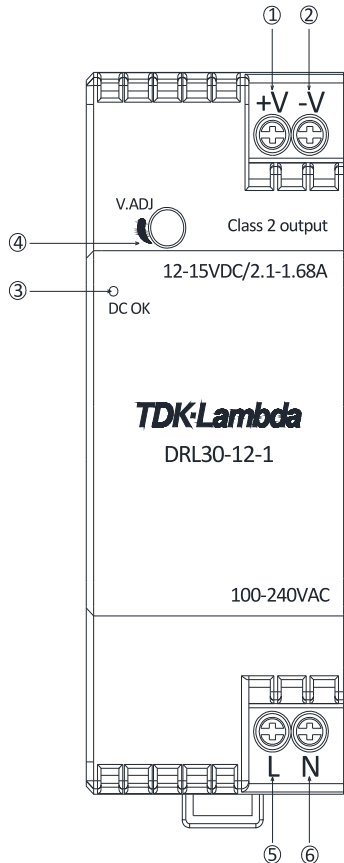 ① ②
+V -V
V.ADJ
Class 2 output
④
12-15VDC/2.1-1.68A
③
DC OK
TDK·Lambda
DRL30-12-1
100-240VAC
L N
⑤ ⑥